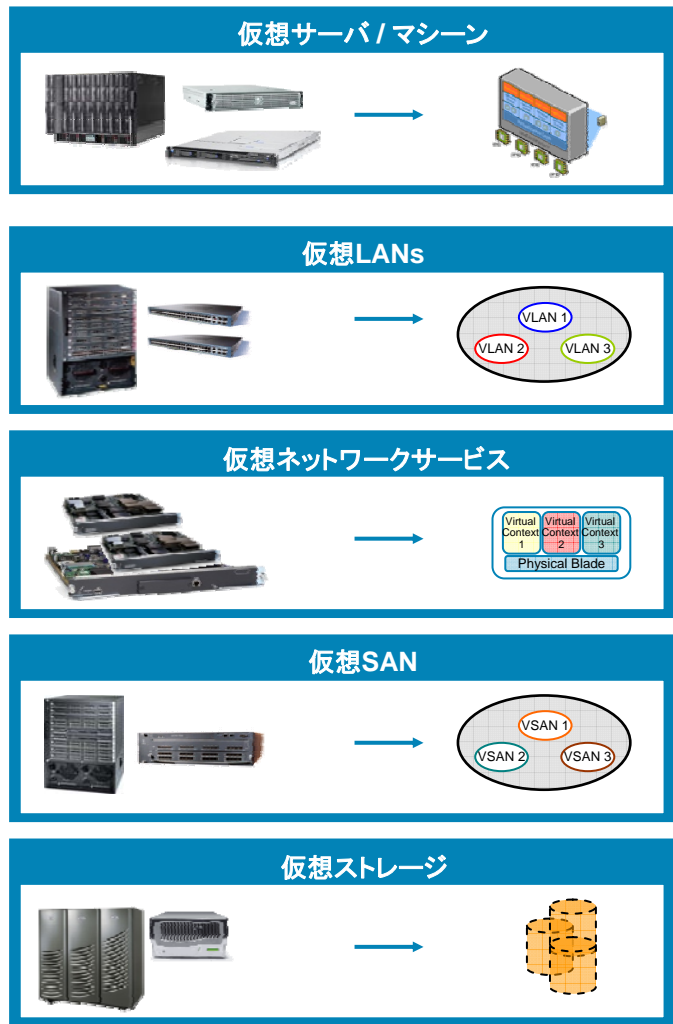 仮想サーバ / マシーン
仮想LANs
VLAN 1
VLAN 2
VLAN 3
仮想ネットワークサービス
Virtual
Context
1
Virtual
Context
2
Virtual
Context
3
Physical Blade
仮想SAN
VSAN 1
VSAN 2
VSAN 3
仮想ストレージ